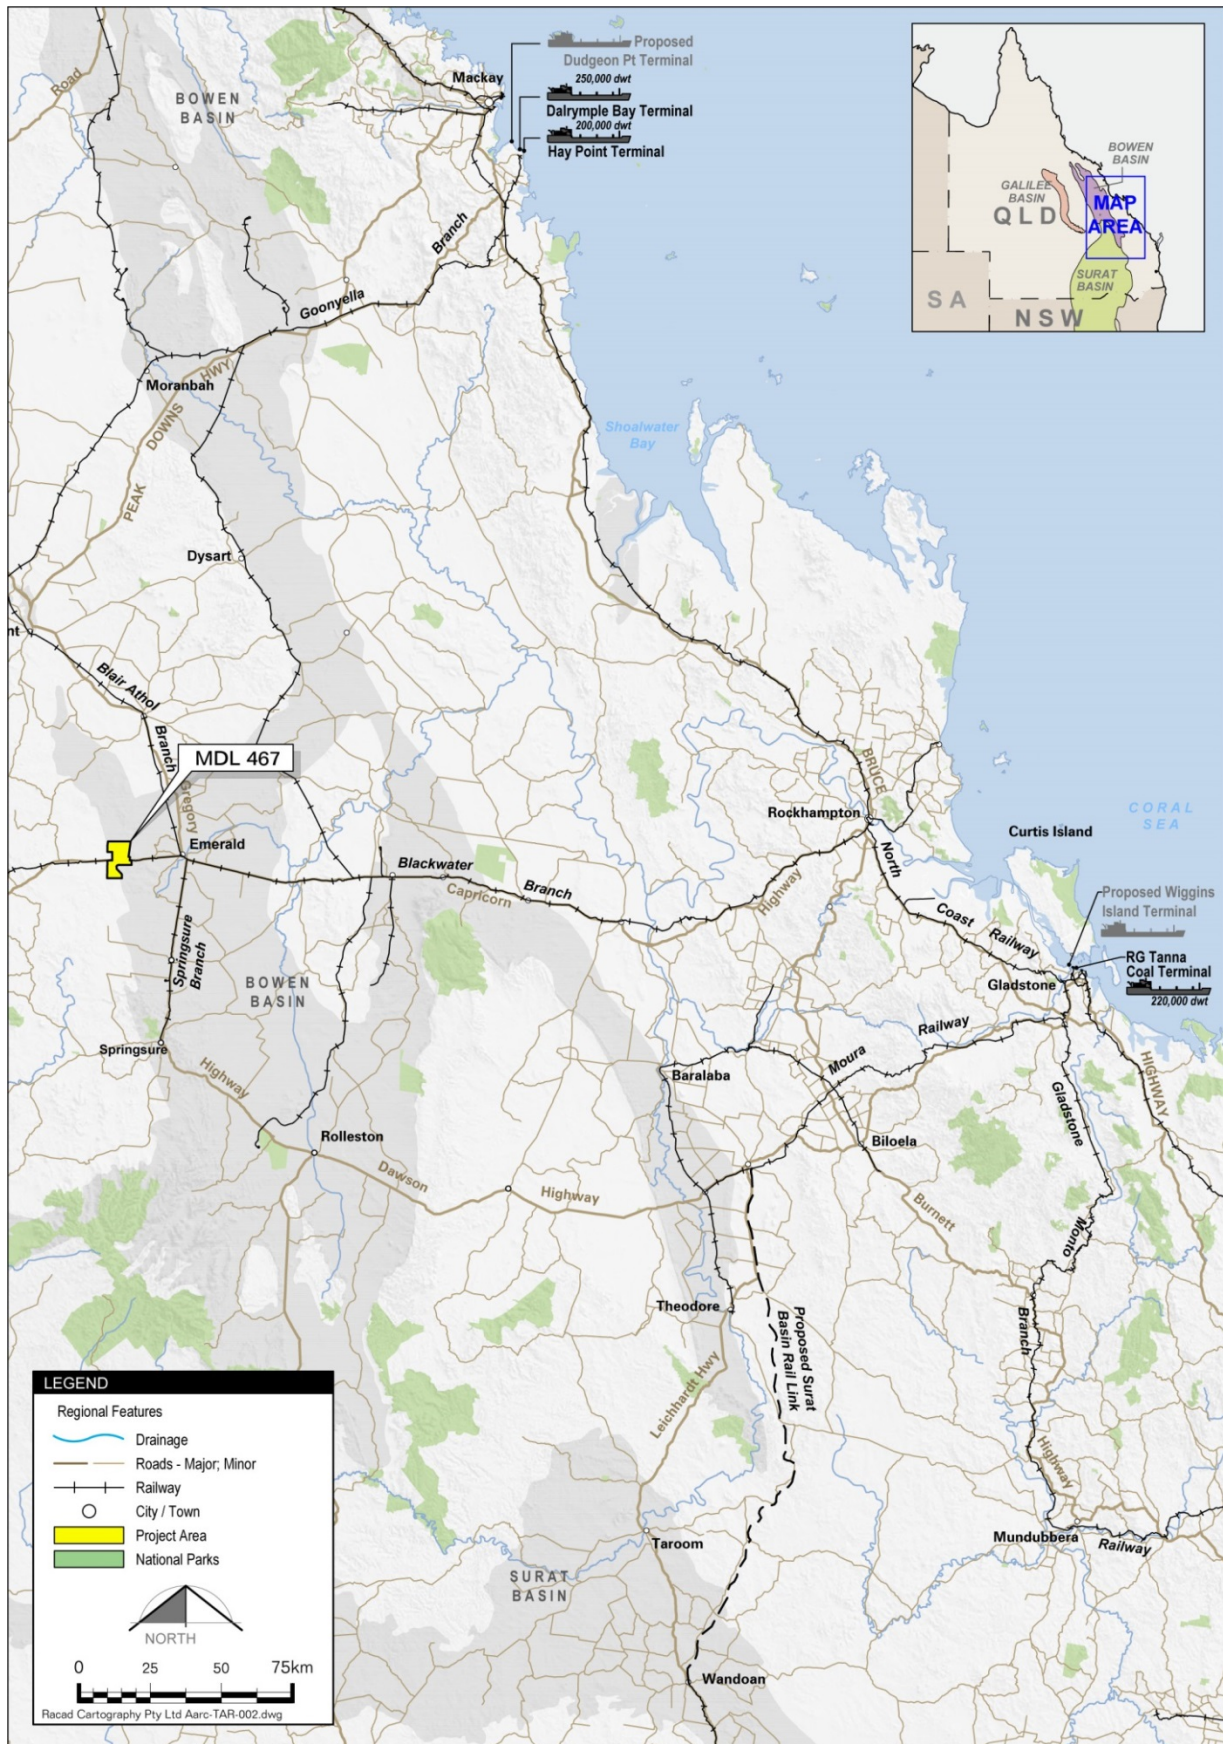 Proposed
Dudgeon Pt Terminal
250,000 dwt
Dalrymple Bay Terminal
200,000 dwt
Hay Point Terminal
Mackay
Road
BOWEN
BASIN
BOWEN
BASIN
GALILEE
BASIN
QLD
MAP
AREA
SURAT
BASIN
SA
NSW
Branch
Goonyella
Moranbah
HWY
DOWNS
PEAK
Shoalwater
Bay
Dysart
nt
Blair Athol
Branch
MDL 467
Gregory
Emerald
BRUCE
Rockhampton
CORAL
SEA
Curtis Island
Blackwater
Capricorn
Branch
Highway
North
Coast
Railway
Proposed Wiggins
Island Terminal
RG Tanna
Coal Terminal
220,000 dwt
Gladstone
Springsure
Branch
BOWEN
BASIN
Springsure
Highway
Railway
Moura
Baralaba
HIGHWAY
Gladstone
Rolleston
Biloela
Dawson
Highway
Burnett
Monto
Theodore
Proposed Surat
Basin Rail Link
Branch
Leichhardt Hwy
Highway
Taroom
Mundubbera
Railway
SURAT
BASIN
Wandoan
LEGEND
Regional Features
Drainage
Roads - Major; Minor
Railway
City / Town
Project Area
National Parks
NORTH
0 25 50 75km
Racad Cartography Pty Ltd Aarc-TAR-002.dwg